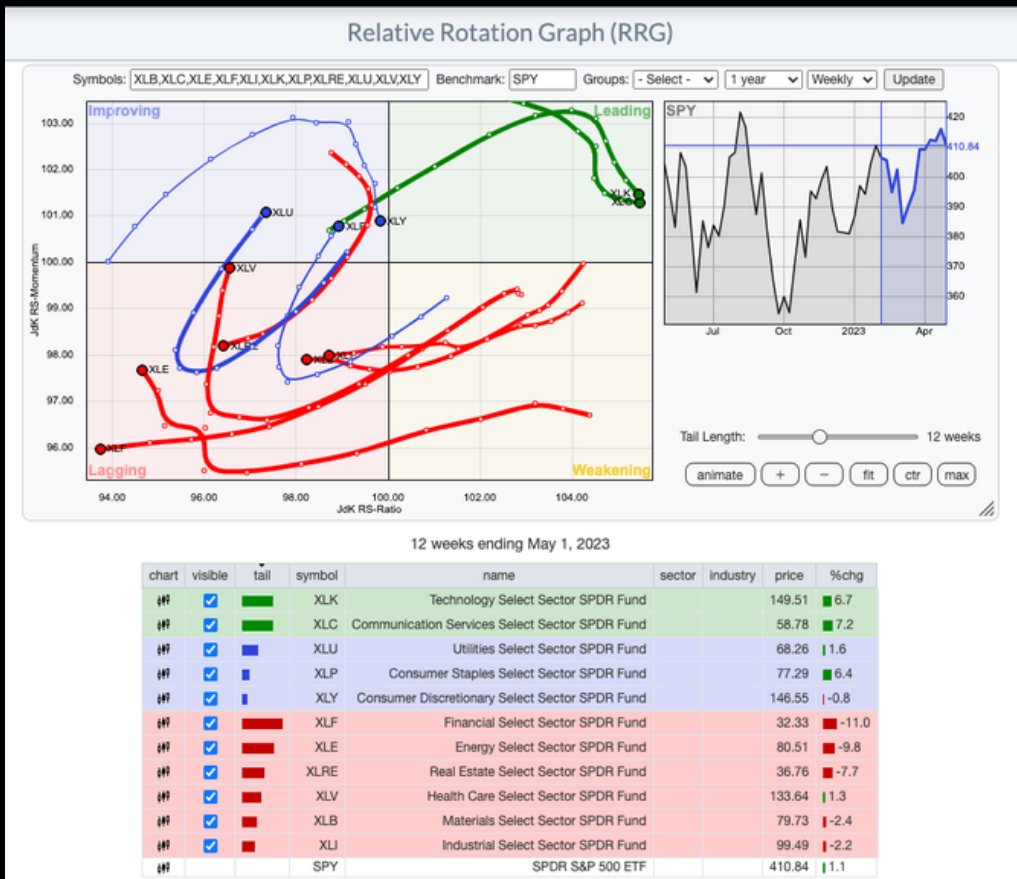 Relative Rotation Graph (RRG)
Symbols: XLB,XLC,XLE,XLF,XLI,XLK,XLP,XLRE,XLU,XLV,XLY Benchmark: SPY Groups: - Select - 1 year Weekly Update
Improving
Leading
Lagging
Weakening
103.00
102.00
101.00
100.00
99.00
98.00
97.00
96.00
JdK RS-Momentum
94.00 96.00 98.00 100.00 102.00 104.00
JdK RS-Ratio
XLK
XLU
XLY
XLV
XLE
SPY
420
410.84
400
390
380
370
360
Jul Oct 2023 Apr
Tail Length: 12 weeks
animate + − fit ctr max
12 weeks ending May 1, 2023
chart visible tail symbol name sector industry price %chg
XLK Technology Select Sector SPDR Fund 149.51 6.7
XLC Communication Services Select Sector SPDR Fund 58.78 7.2
XLU Utilities Select Sector SPDR Fund 68.26 1.6
XLP Consumer Staples Select Sector SPDR Fund 77.29 6.4
XLY Consumer Discretionary Select Sector SPDR Fund 146.55 -0.8
XLF Financial Select Sector SPDR Fund 32.33 -11.0
XLE Energy Select Sector SPDR Fund 80.51 -9.8
XLRE Real Estate Select Sector SPDR Fund 36.76 -7.7
XLV Health Care Select Sector SPDR Fund 133.64 1.3
XLB Materials Select Sector SPDR Fund 79.73 -2.4
XLI Industrial Select Sector SPDR Fund 99.49 -2.2
SPY SPDR S&P 500 ETF 410.84 1.1